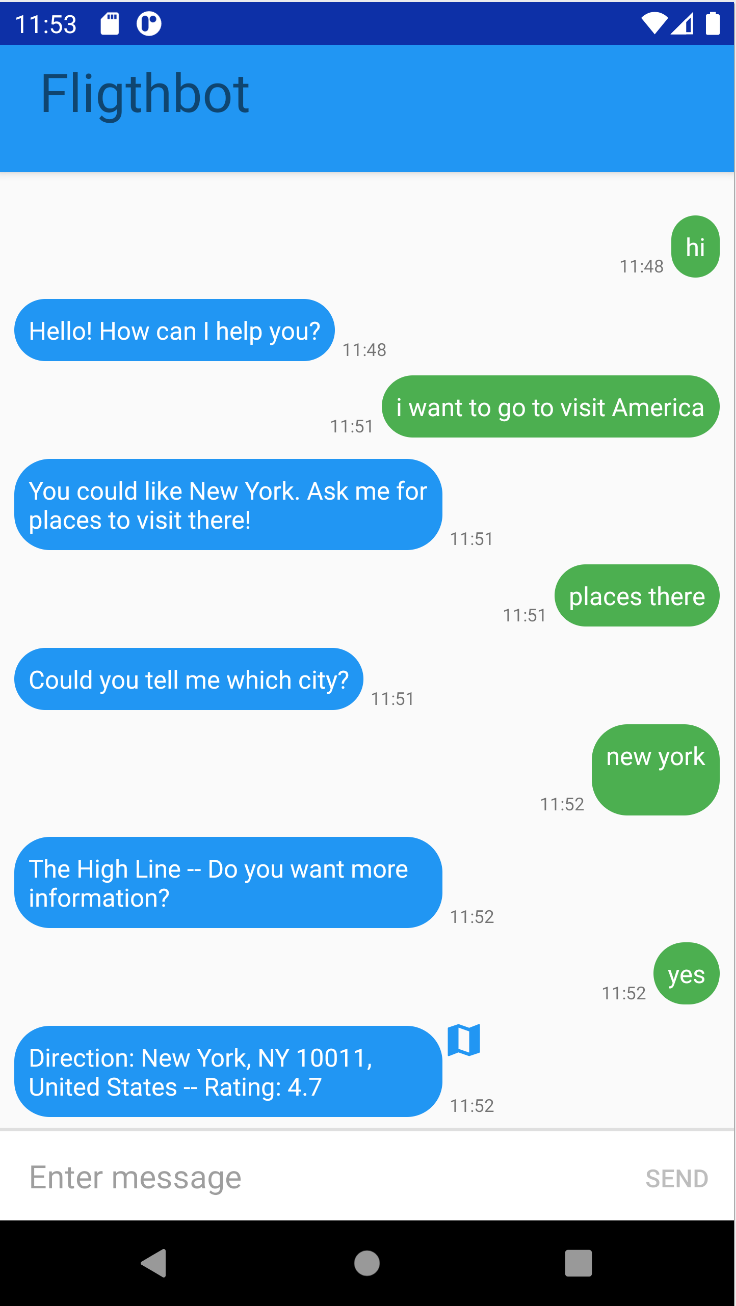 11:53
Fligthbot
hi
11:48
Hello! How can I help you?
11:48
i want to go to visit America
11:51
You could like New York. Ask me for
places to visit there!
11:51
places there
11:51
Could you tell me which city?
11:51
new york
11:52
The High Line -- Do you want more
information?
11:52
yes
11:52
Direction: New York, NY 10011,
United States -- Rating: 4.7
11:52
Enter message
SEND